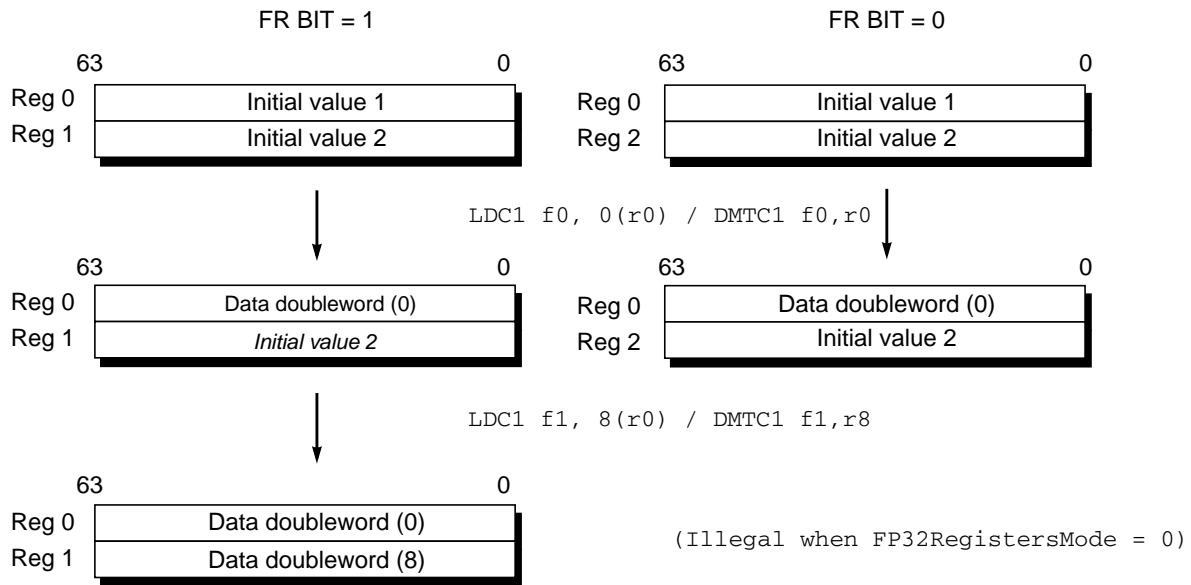 FR BIT = 1
FR BIT = 0
63 0
63 0
Reg 0 Initial value 1
Reg 1 Initial value 2
Reg 0 Initial value 1
Reg 2 Initial value 2
LDC1 f0, 0(r0) / DMTC1 f0,r0
63 0
63 0
Reg 0 Data doubleword (0)
Reg 1 Initial value 2
Reg 0 Data doubleword (0)
Reg 2 Initial value 2
LDC1 f1, 8(r0) / DMTC1 f1,r8
63 0
Reg 0 Data doubleword (0)
Reg 1 Data doubleword (8)
(Illegal when FP32RegistersMode = 0)